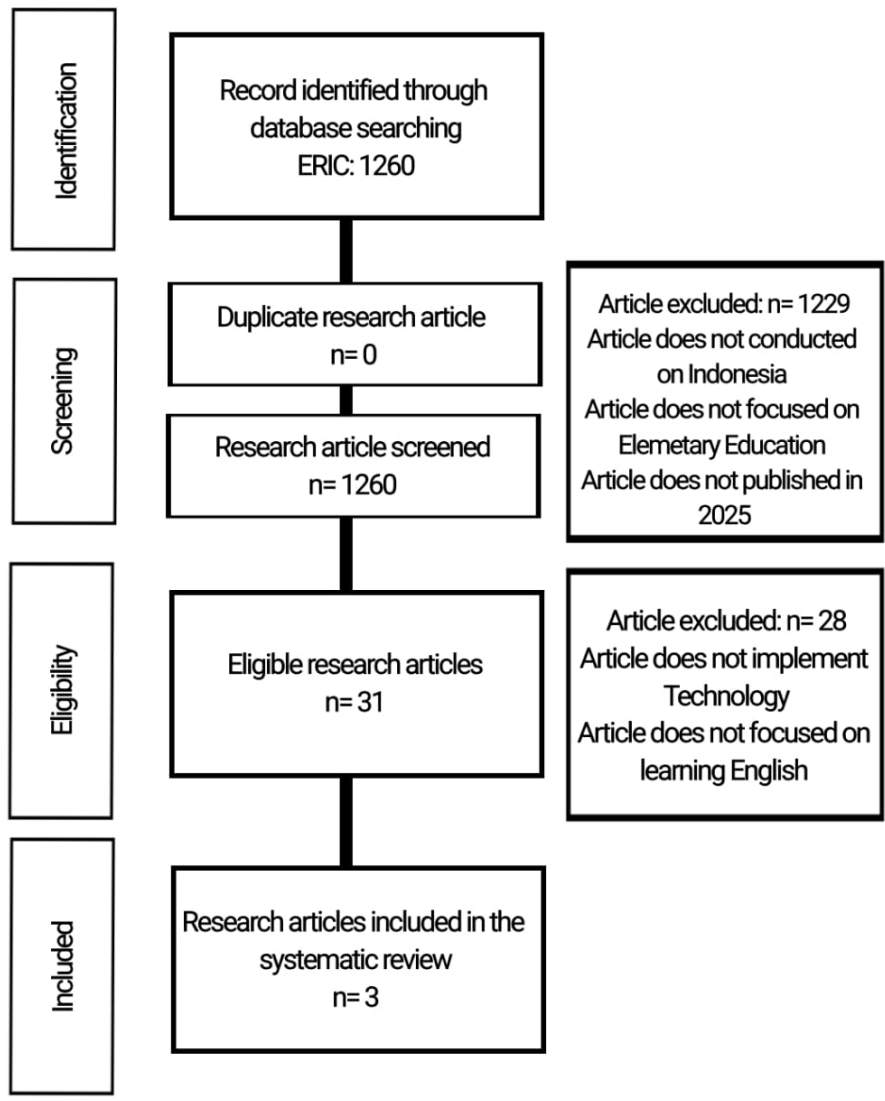 Identification
Record identified through
database searching
ERIC: 1260
Screening
Duplicate research article
n= 0
Research article screened
n= 1260
Article excluded: n= 1229
Article does not conducted
on Indonesia
Article does not focused on
Elemetary Education
Article does not published in
2025
Eligibility
Eligible research articles
n= 31
Article excluded: n= 28
Article does not implement
Technology
Article does not focused on
learning English
Included
Research articles included in the
systematic review
n= 3